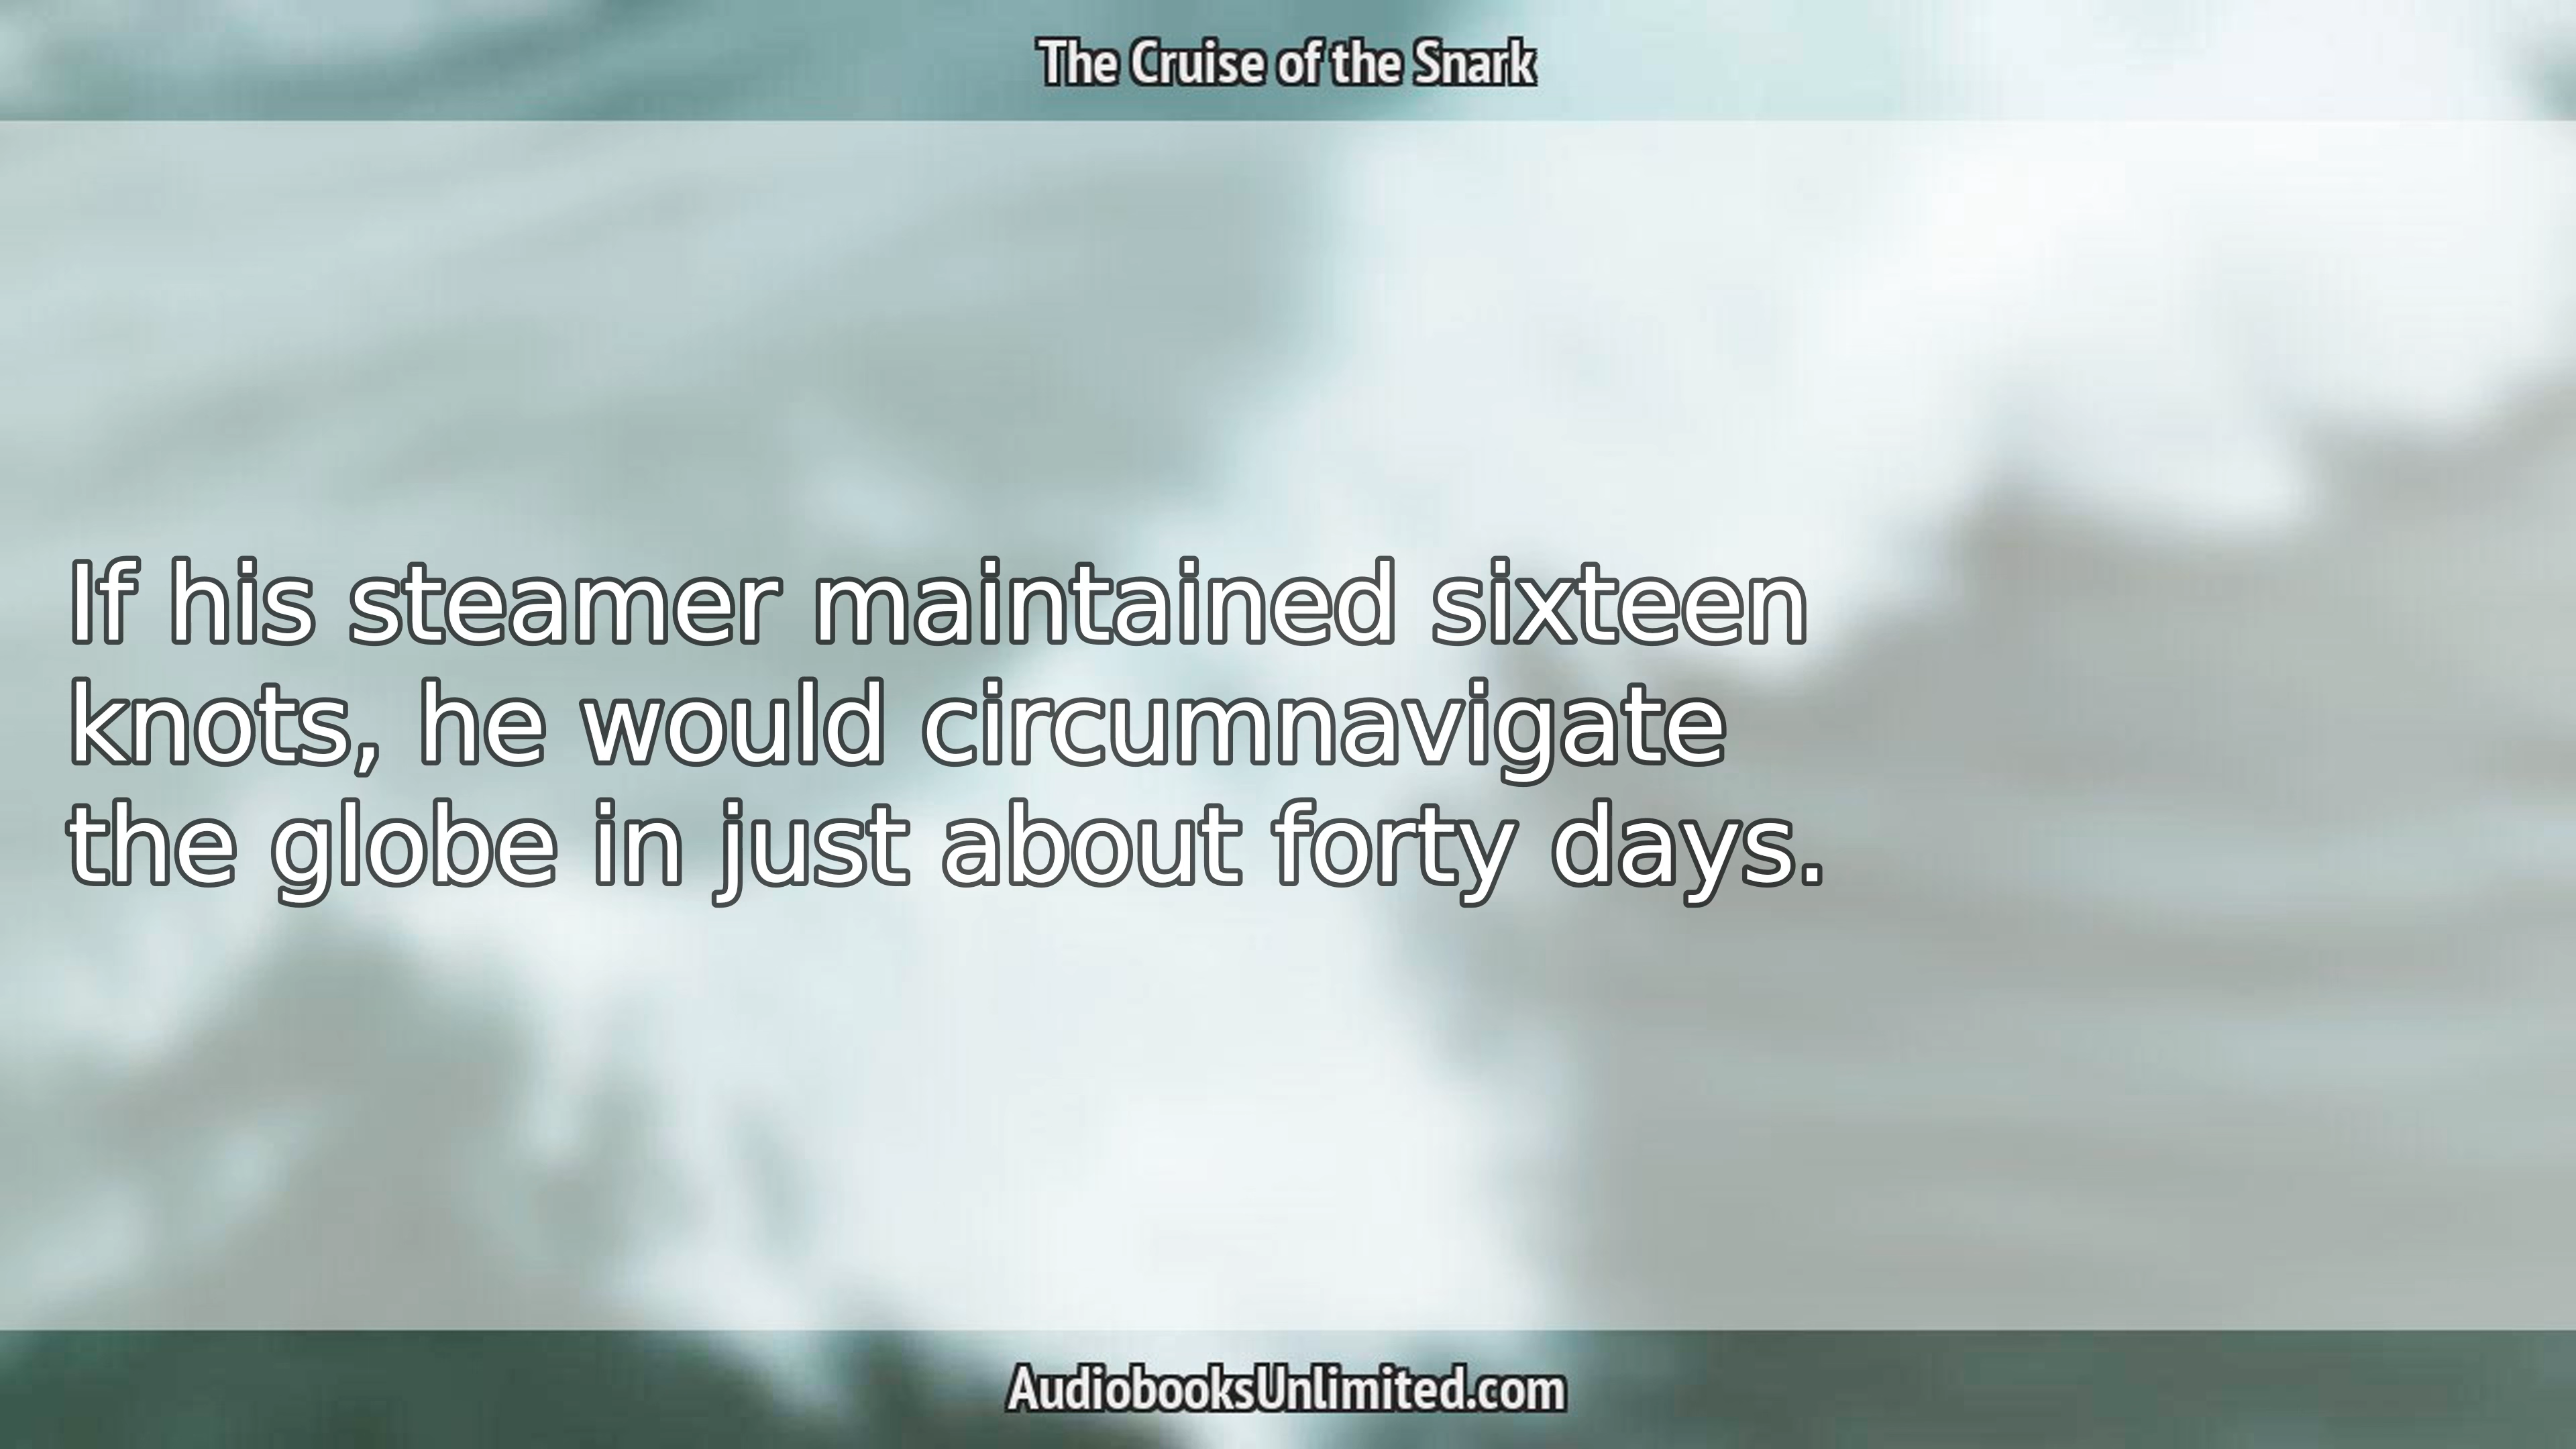 The Cruise of the Snark
If his steamer maintained sixteen
knots, he would circumnavigate
the globe in just about forty days.
AudiobooksUnlimited.com